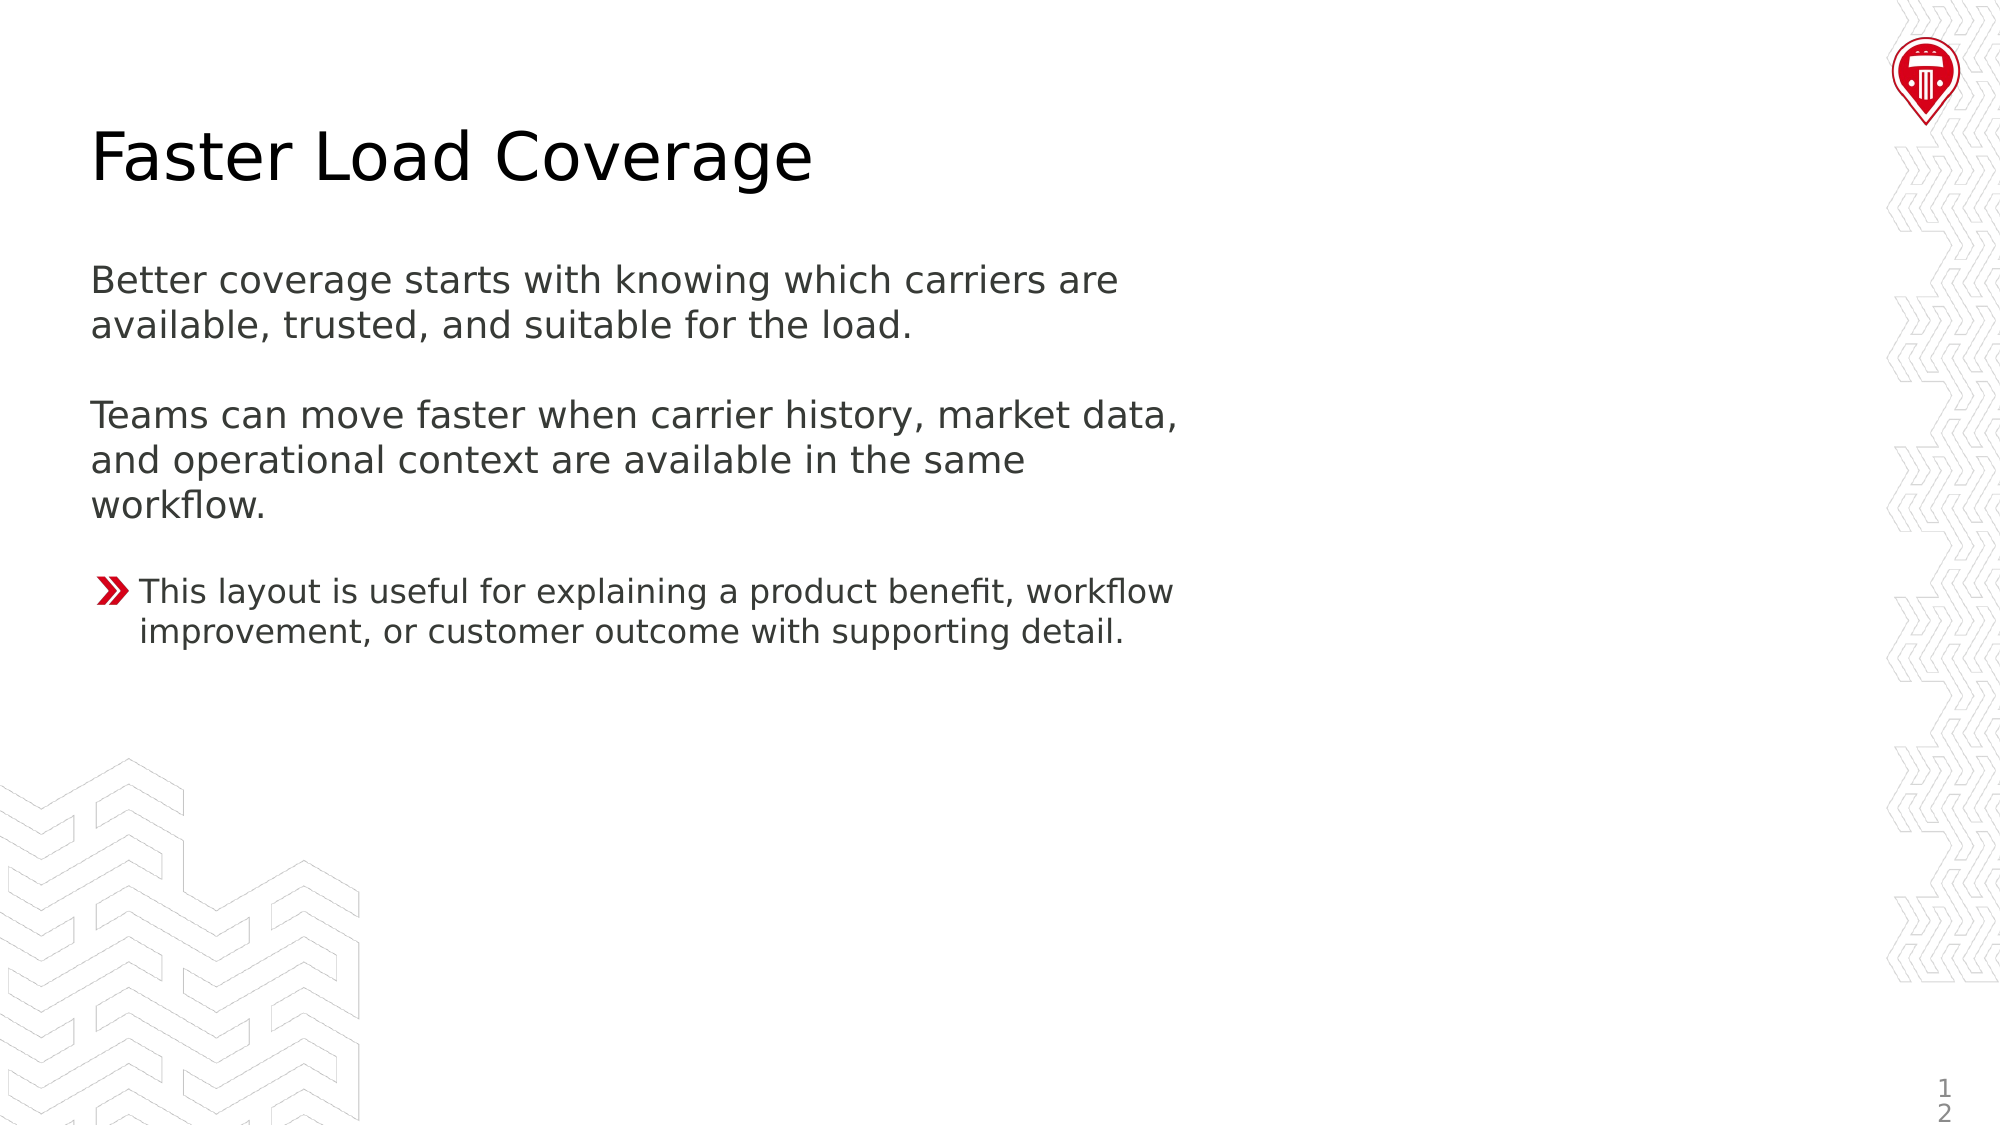 Faster Load Coverage
Better coverage starts with knowing which carriers are
available, trusted, and suitable for the load.
Teams can move faster when carrier history, market data,
and operational context are available in the same
workflow.
This layout is useful for explaining a product benefit, workflow
improvement, or customer outcome with supporting detail.
1
2